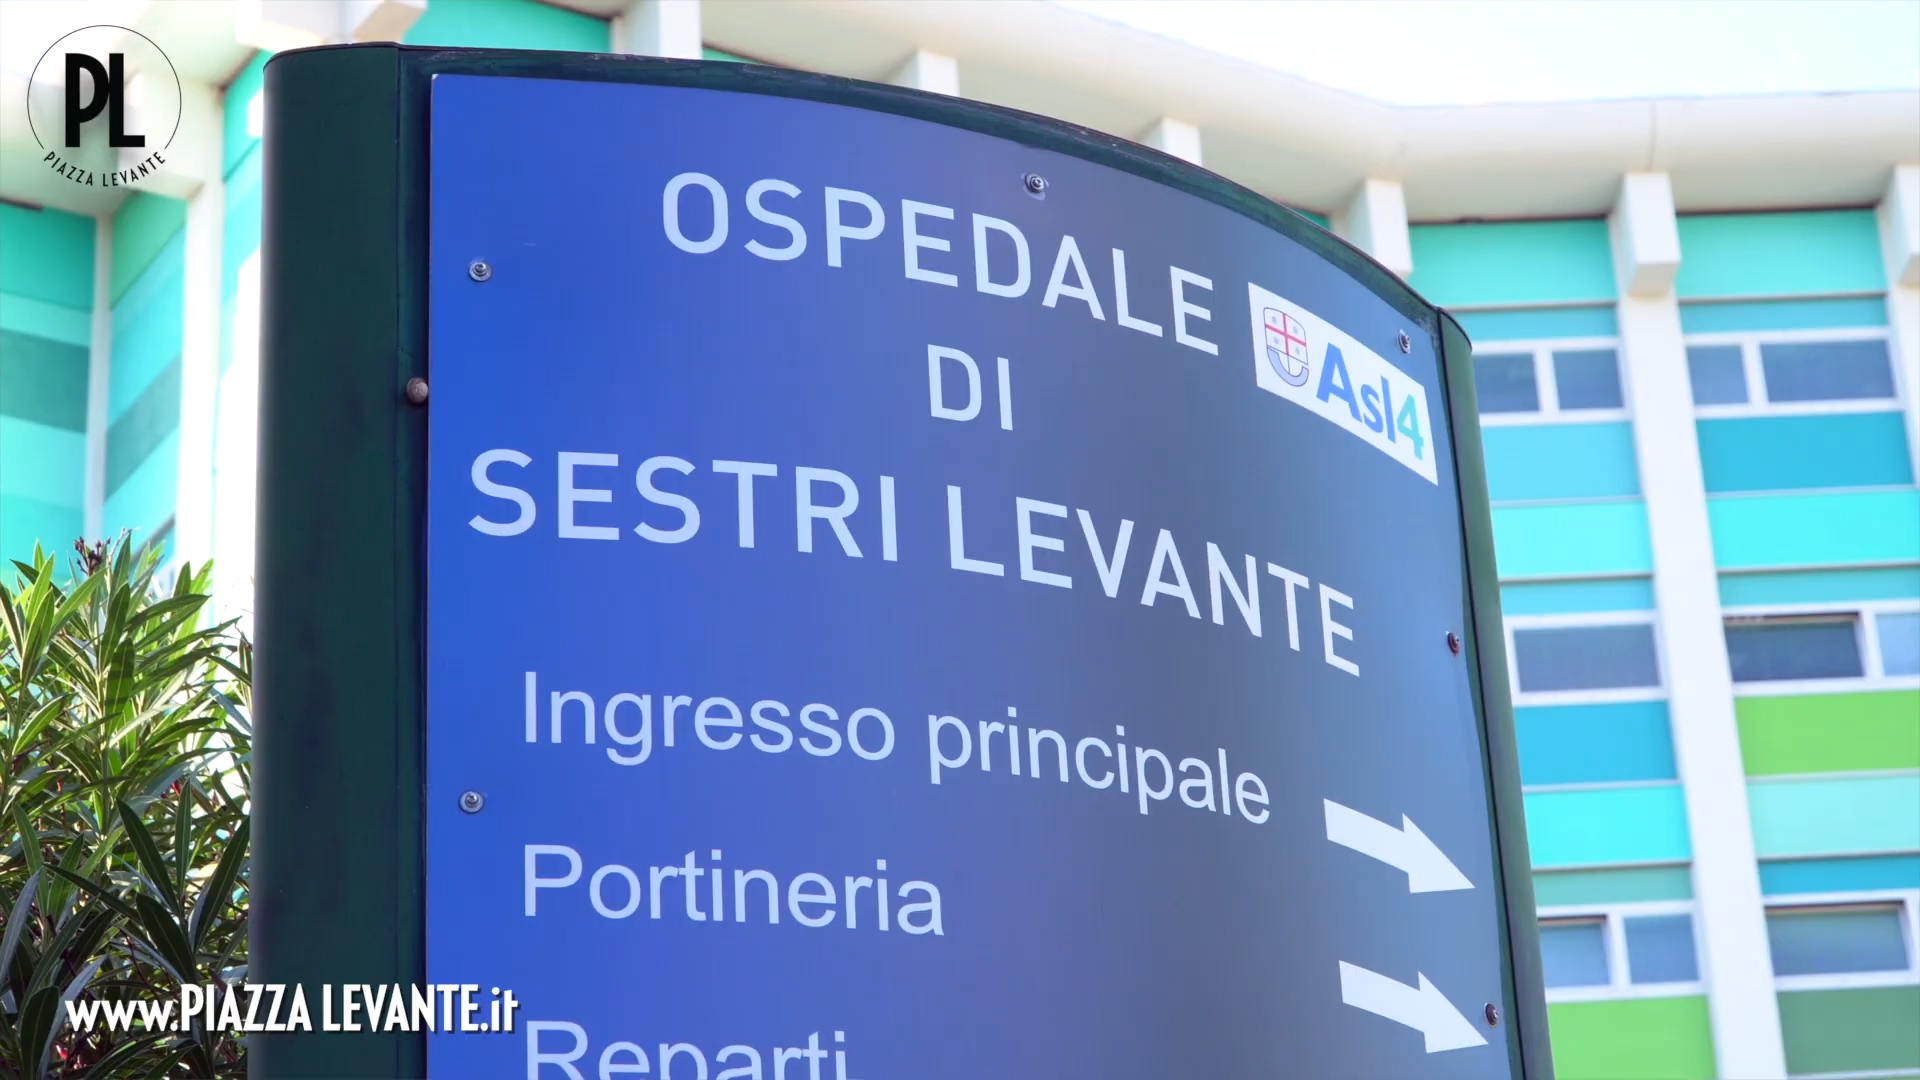 PL
PIAZZA LEVANTE
OSPEDALE
DI
SESTRI LEVANTE
Asl4
Ingresso principale
Portineria
Reparti
www.PIAZZA LEVANTE.it